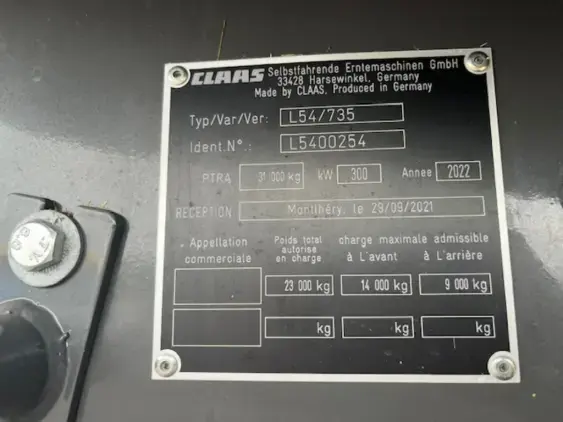 CLAAS Selbstfahrende Erntemaschinen GmbH
33428 Harsewinkel, Germany
Made by CLAAS, Produced in Germany
Typ/Var/Ver: L54/735
Ident.N°.: L5400254
PTRA 31 000 kg kW 300 Annee 2022
RECEPTION Montlhéry, le 29/09/2021
Appellation commerciale
Poids total autorise en charge
charge maximale admissible
à L'avant à L'arrière
23 000 kg 14 000 kg 9 000 kg
kg kg kg